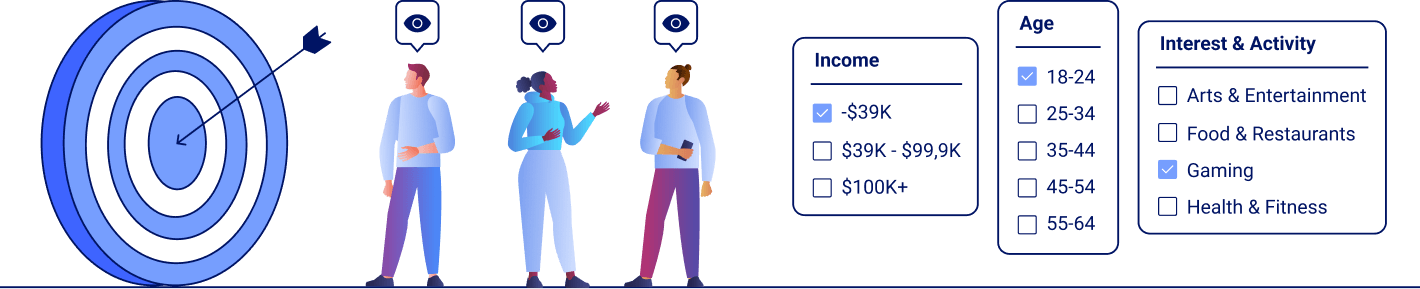 Income
-$39K
$39K - $99,9K
$100K+
Age
18-24
25-34
35-44
45-54
55-64
Interest & Activity
Arts & Entertainment
Food & Restaurants
Gaming
Health & Fitness